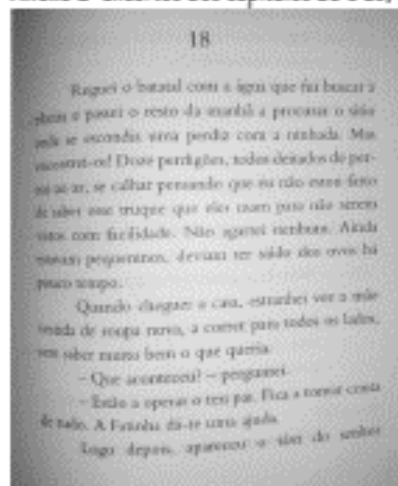 18
Reguei o batatal com a água que fui buscar à
e passei o resto da manhã a procurar o sítio
onde se escondia uma perdiz com a ninhada. Mas
encontrei-os! Doze perdigões, todos deitados de per-
nas ao ar, se calhar pensando que eu não estou farto
de saber esse truque que eles usam para não serem
vistos com facilidade. Não agarrei nenhum. Ainda
pequeninos, deviam ter saído dos ovos há
pouco tempo.
Quando cheguei a casa, estranhei ver a mãe
vestida de roupa nova, a correr para todos os lados,
sem saber muito bem o que queria.
– Que aconteceu? – perguntei.
– Estão a operar o teu pai. Fica a tomar conta
de tudo. A Fatinha dá-te uma ajuda.
Logo depois, apareceu o do senhor